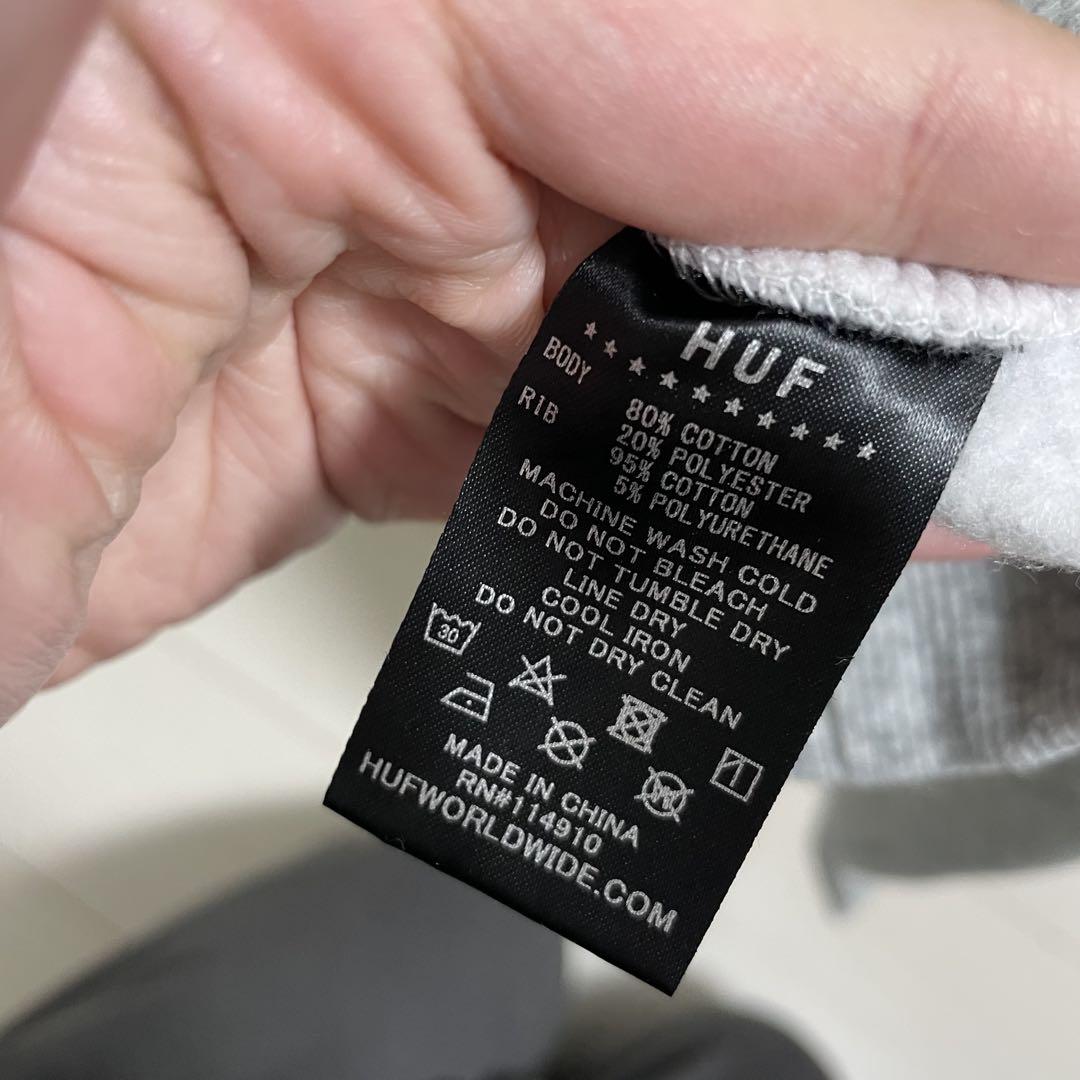 HUF
BODY 80% COTTON
20% POLYESTER
RIB 95% COTTON
5% POLYURETHANE
MACHINE WASH COLD
DO NOT BLEACH
DO NOT TUMBLE DRY
LINE DRY
COOL IRON
DO NOT DRY CLEAN
30
MADE IN CHINA
RN#114910
HUFWORLDWIDE.COM